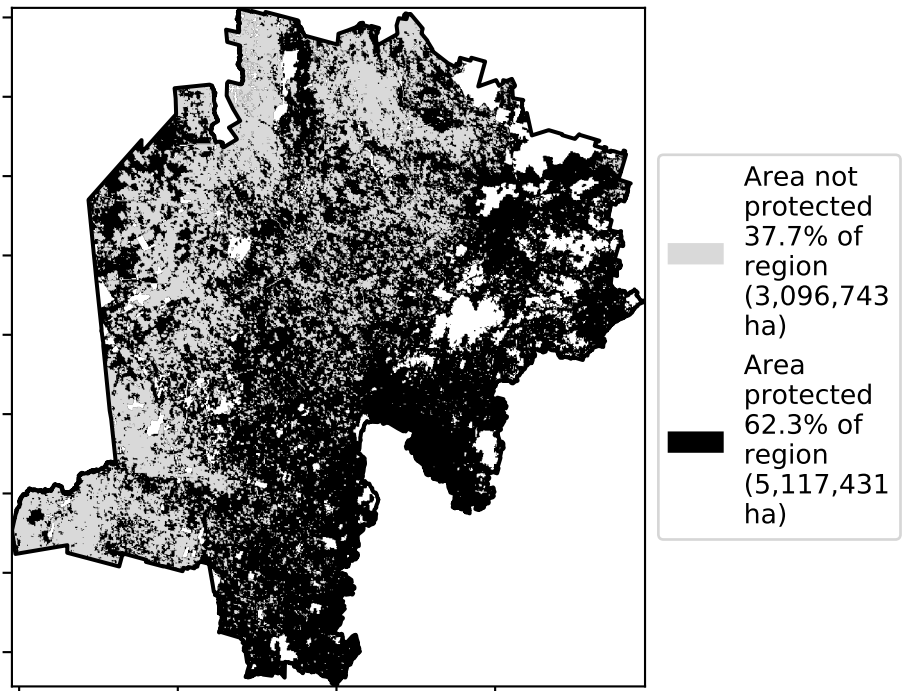 Area not
protected
37.7% of
region
(3,096,743
ha)
Area
protected
62.3% of
region
(5,117,431
ha)